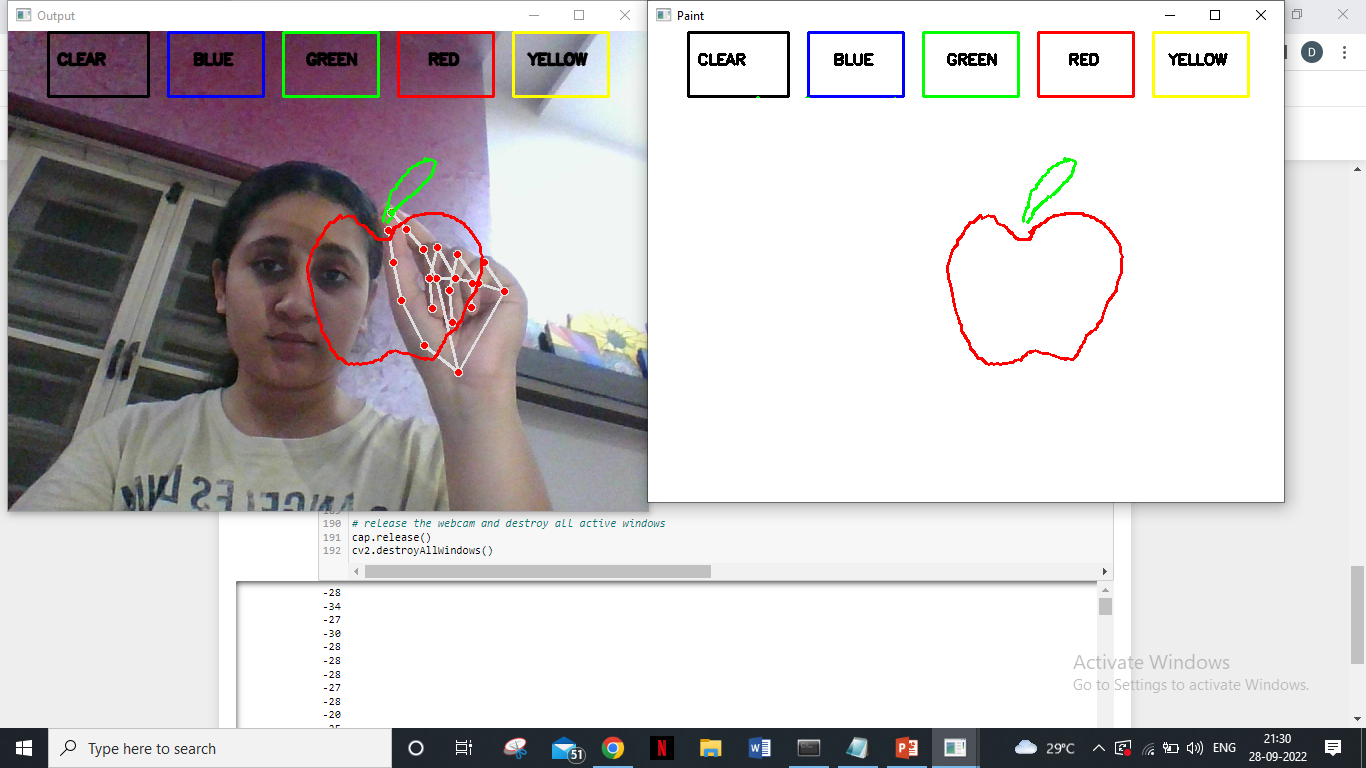 Output
CLEAR BLUE GREEN RED YELLOW
Paint
CLEAR BLUE GREEN RED YELLOW
D
190 # release the webcam and destroy all active windows
191 cap.release()
192 cv2.destroyAllWindows()
-28
-34
-27
-30
-28
-28
-28
-27
-28
-20
Activate Windows
Go to Settings to activate Windows.
Type here to search
51
N
W
P
29°C
ENG
21:30
28-09-2022